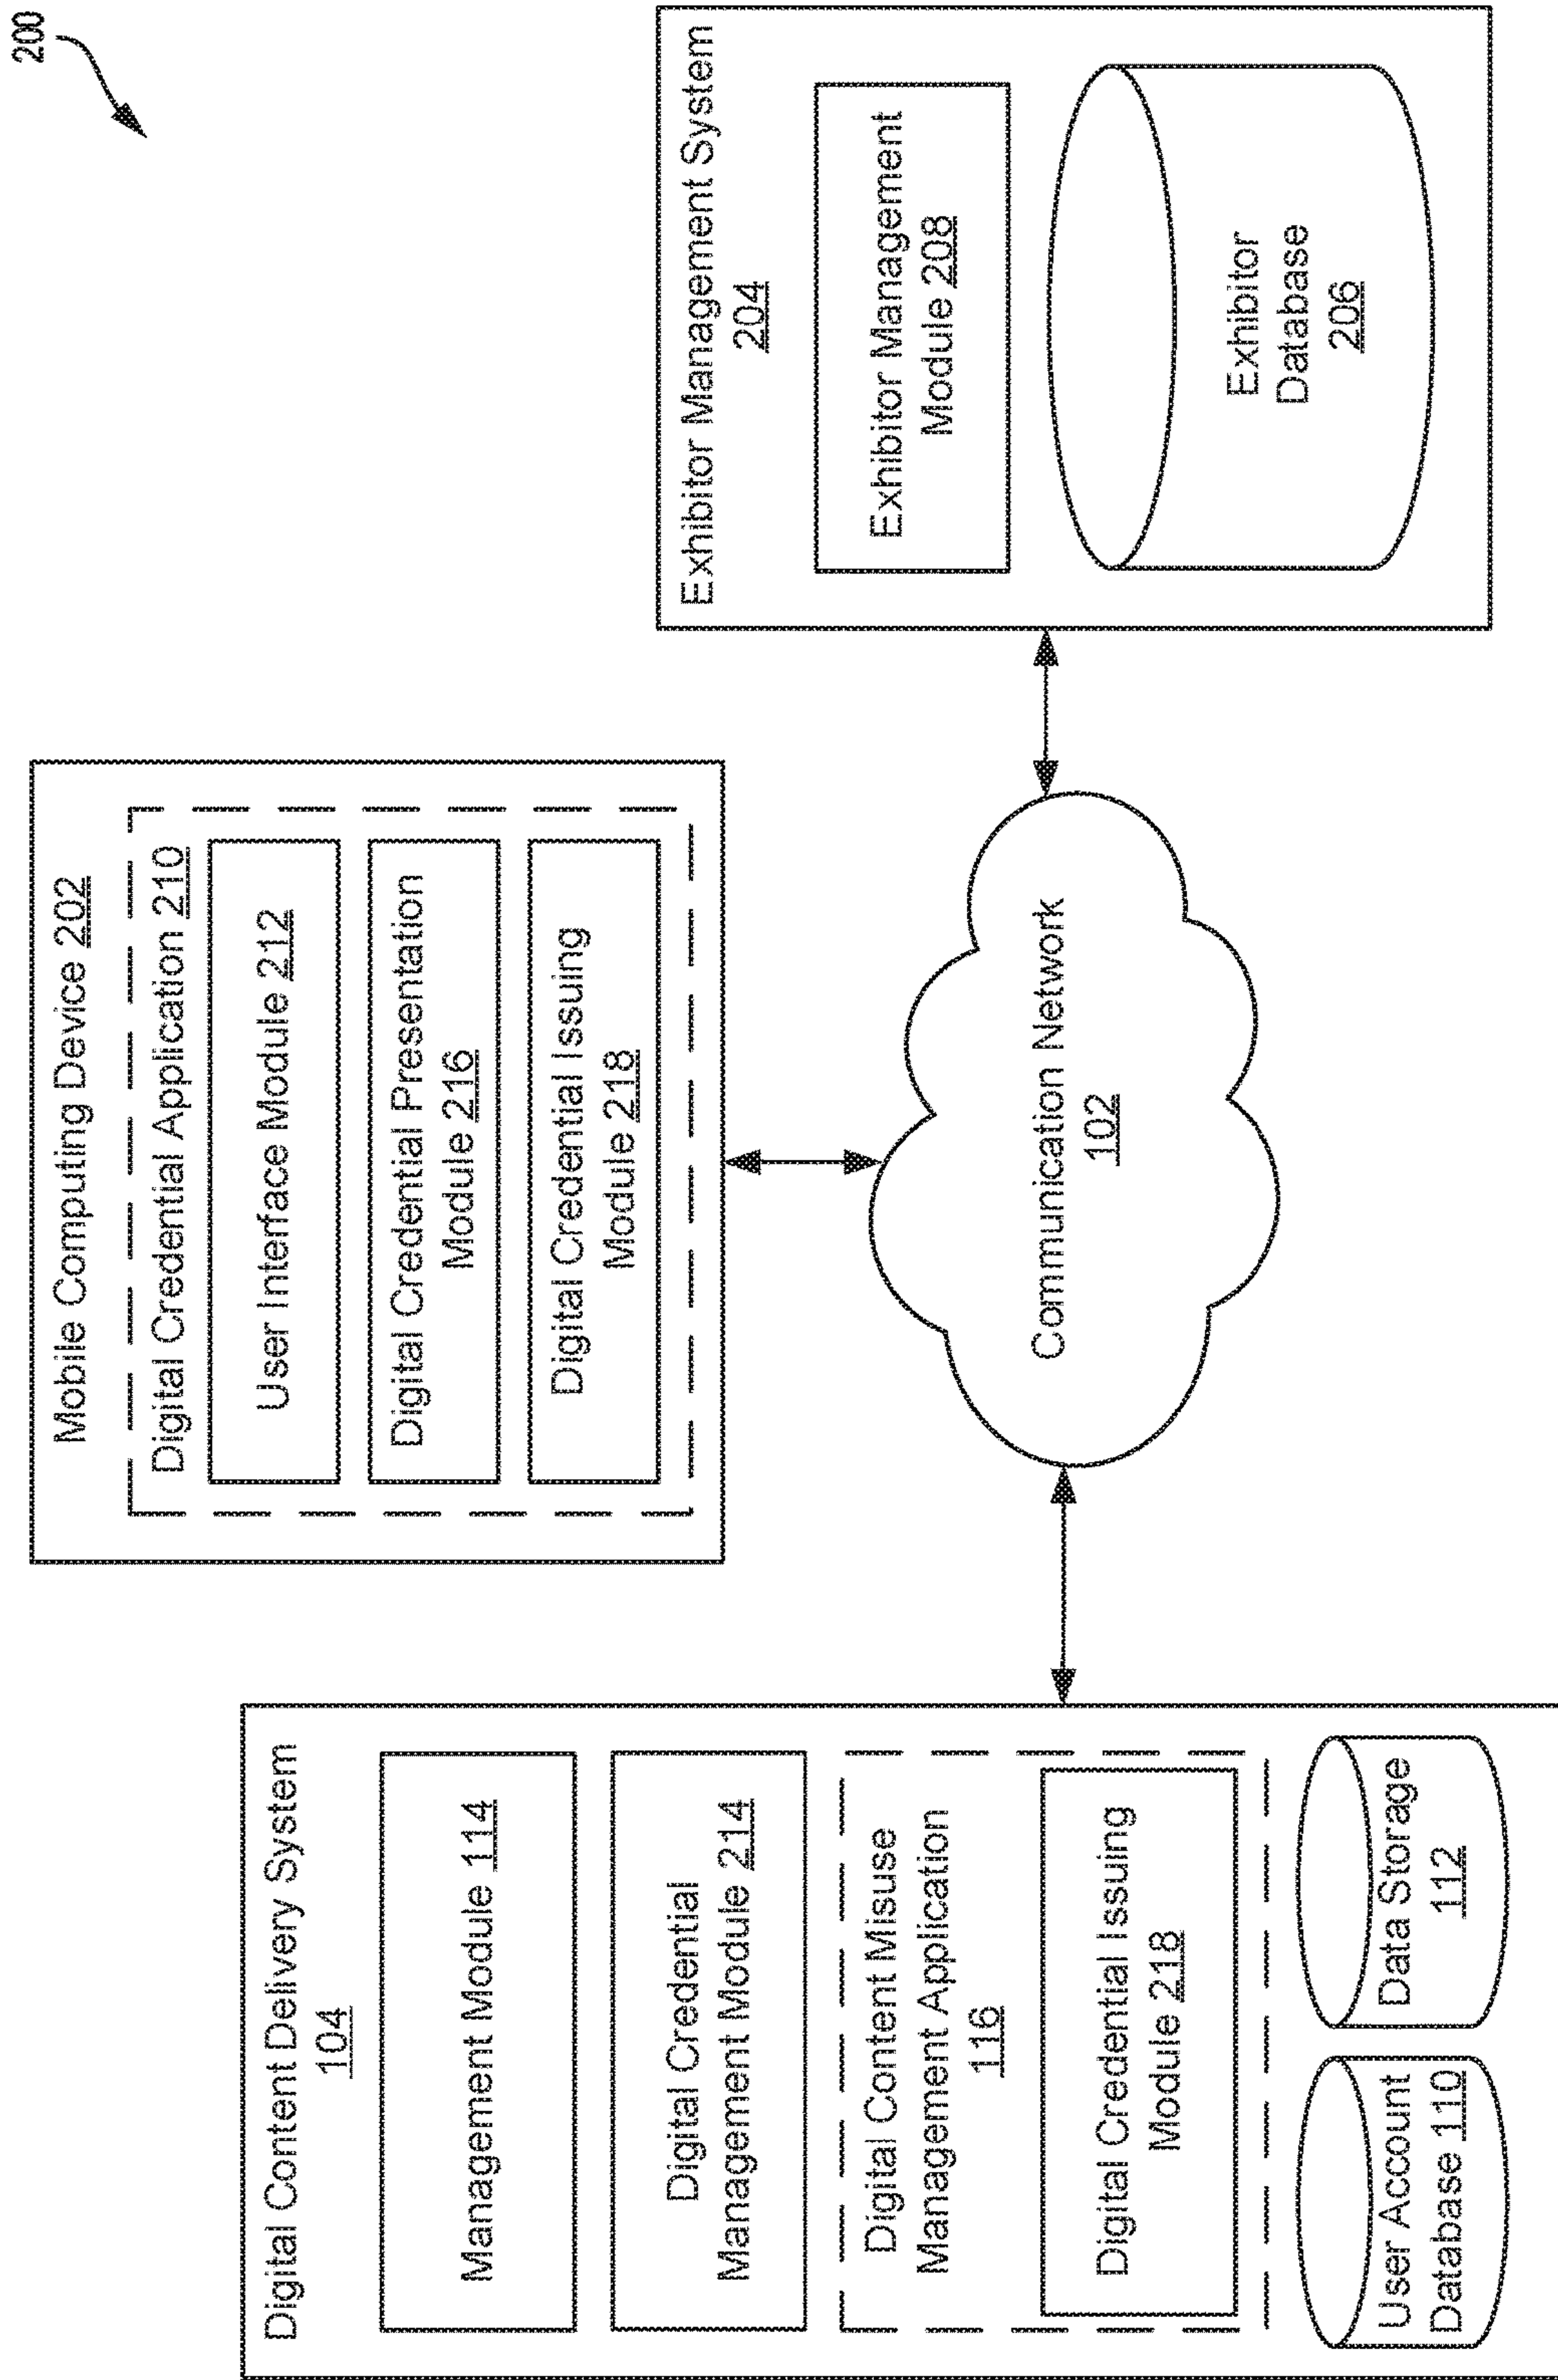 200
Digital Content Delivery System
104
Management Module 114
Digital Credential
Management Module 214
Digital Content Misuse
Management Application
116
Digital Credential Issuing
Module 218
User Account
Database 110
Data Storage
112
Mobile Computing Device 202
Digital Credential Application 210
User Interface Module 212
Digital Credential Presentation
Module 216
Digital Credential Issuing
Module 218
Communication Network
102
Exhibitor Management System
204
Exhibitor Management
Module 208
Exhibitor
Database
206